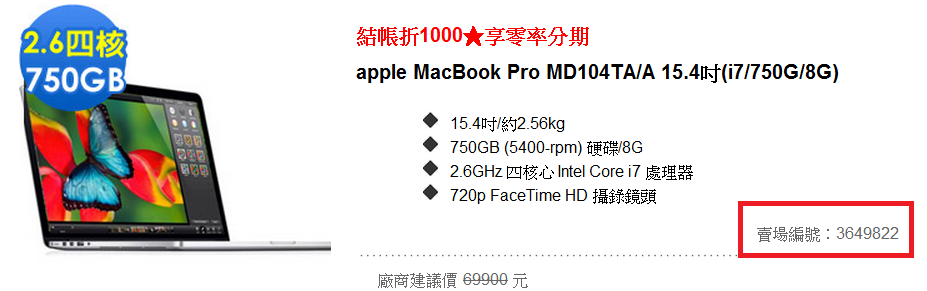 2.6四核
750GB
結帳折1000★享零率分期
apple MacBook Pro MD104TA/A 15.4吋(i7/750G/8G)
◆ 15.4吋/約2.56kg
◆ 750GB (5400-rpm) 硬碟/8G
◆ 2.6GHz 四核心 Intel Core i7 處理器
◆ 720p FaceTime HD 攝錄鏡頭
賣場編號：3649822
廠商建議價 69900 元